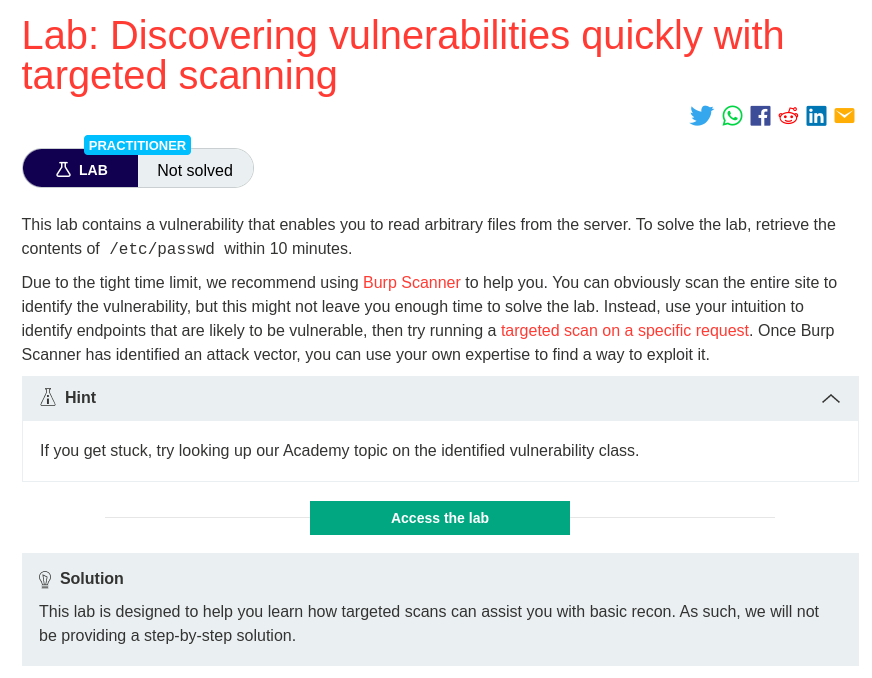 Lab: Discovering vulnerabilities quickly with
targeted scanning
PRACTITIONER
LAB
Not solved
This lab contains a vulnerability that enables you to read arbitrary files from the server. To solve the lab, retrieve the
contents of /etc/passwd within 10 minutes.
Due to the tight time limit, we recommend using Burp Scanner to help you. You can obviously scan the entire site to
identify the vulnerability, but this might not leave you enough time to solve the lab. Instead, use your intuition to
identify endpoints that are likely to be vulnerable, then try running a targeted scan on a specific request. Once Burp
Scanner has identified an attack vector, you can use your own expertise to find a way to exploit it.
Hint
If you get stuck, try looking up our Academy topic on the identified vulnerability class.
Access the lab
Solution
This lab is designed to help you learn how targeted scans can assist you with basic recon. As such, we will not
be providing a step-by-step solution.